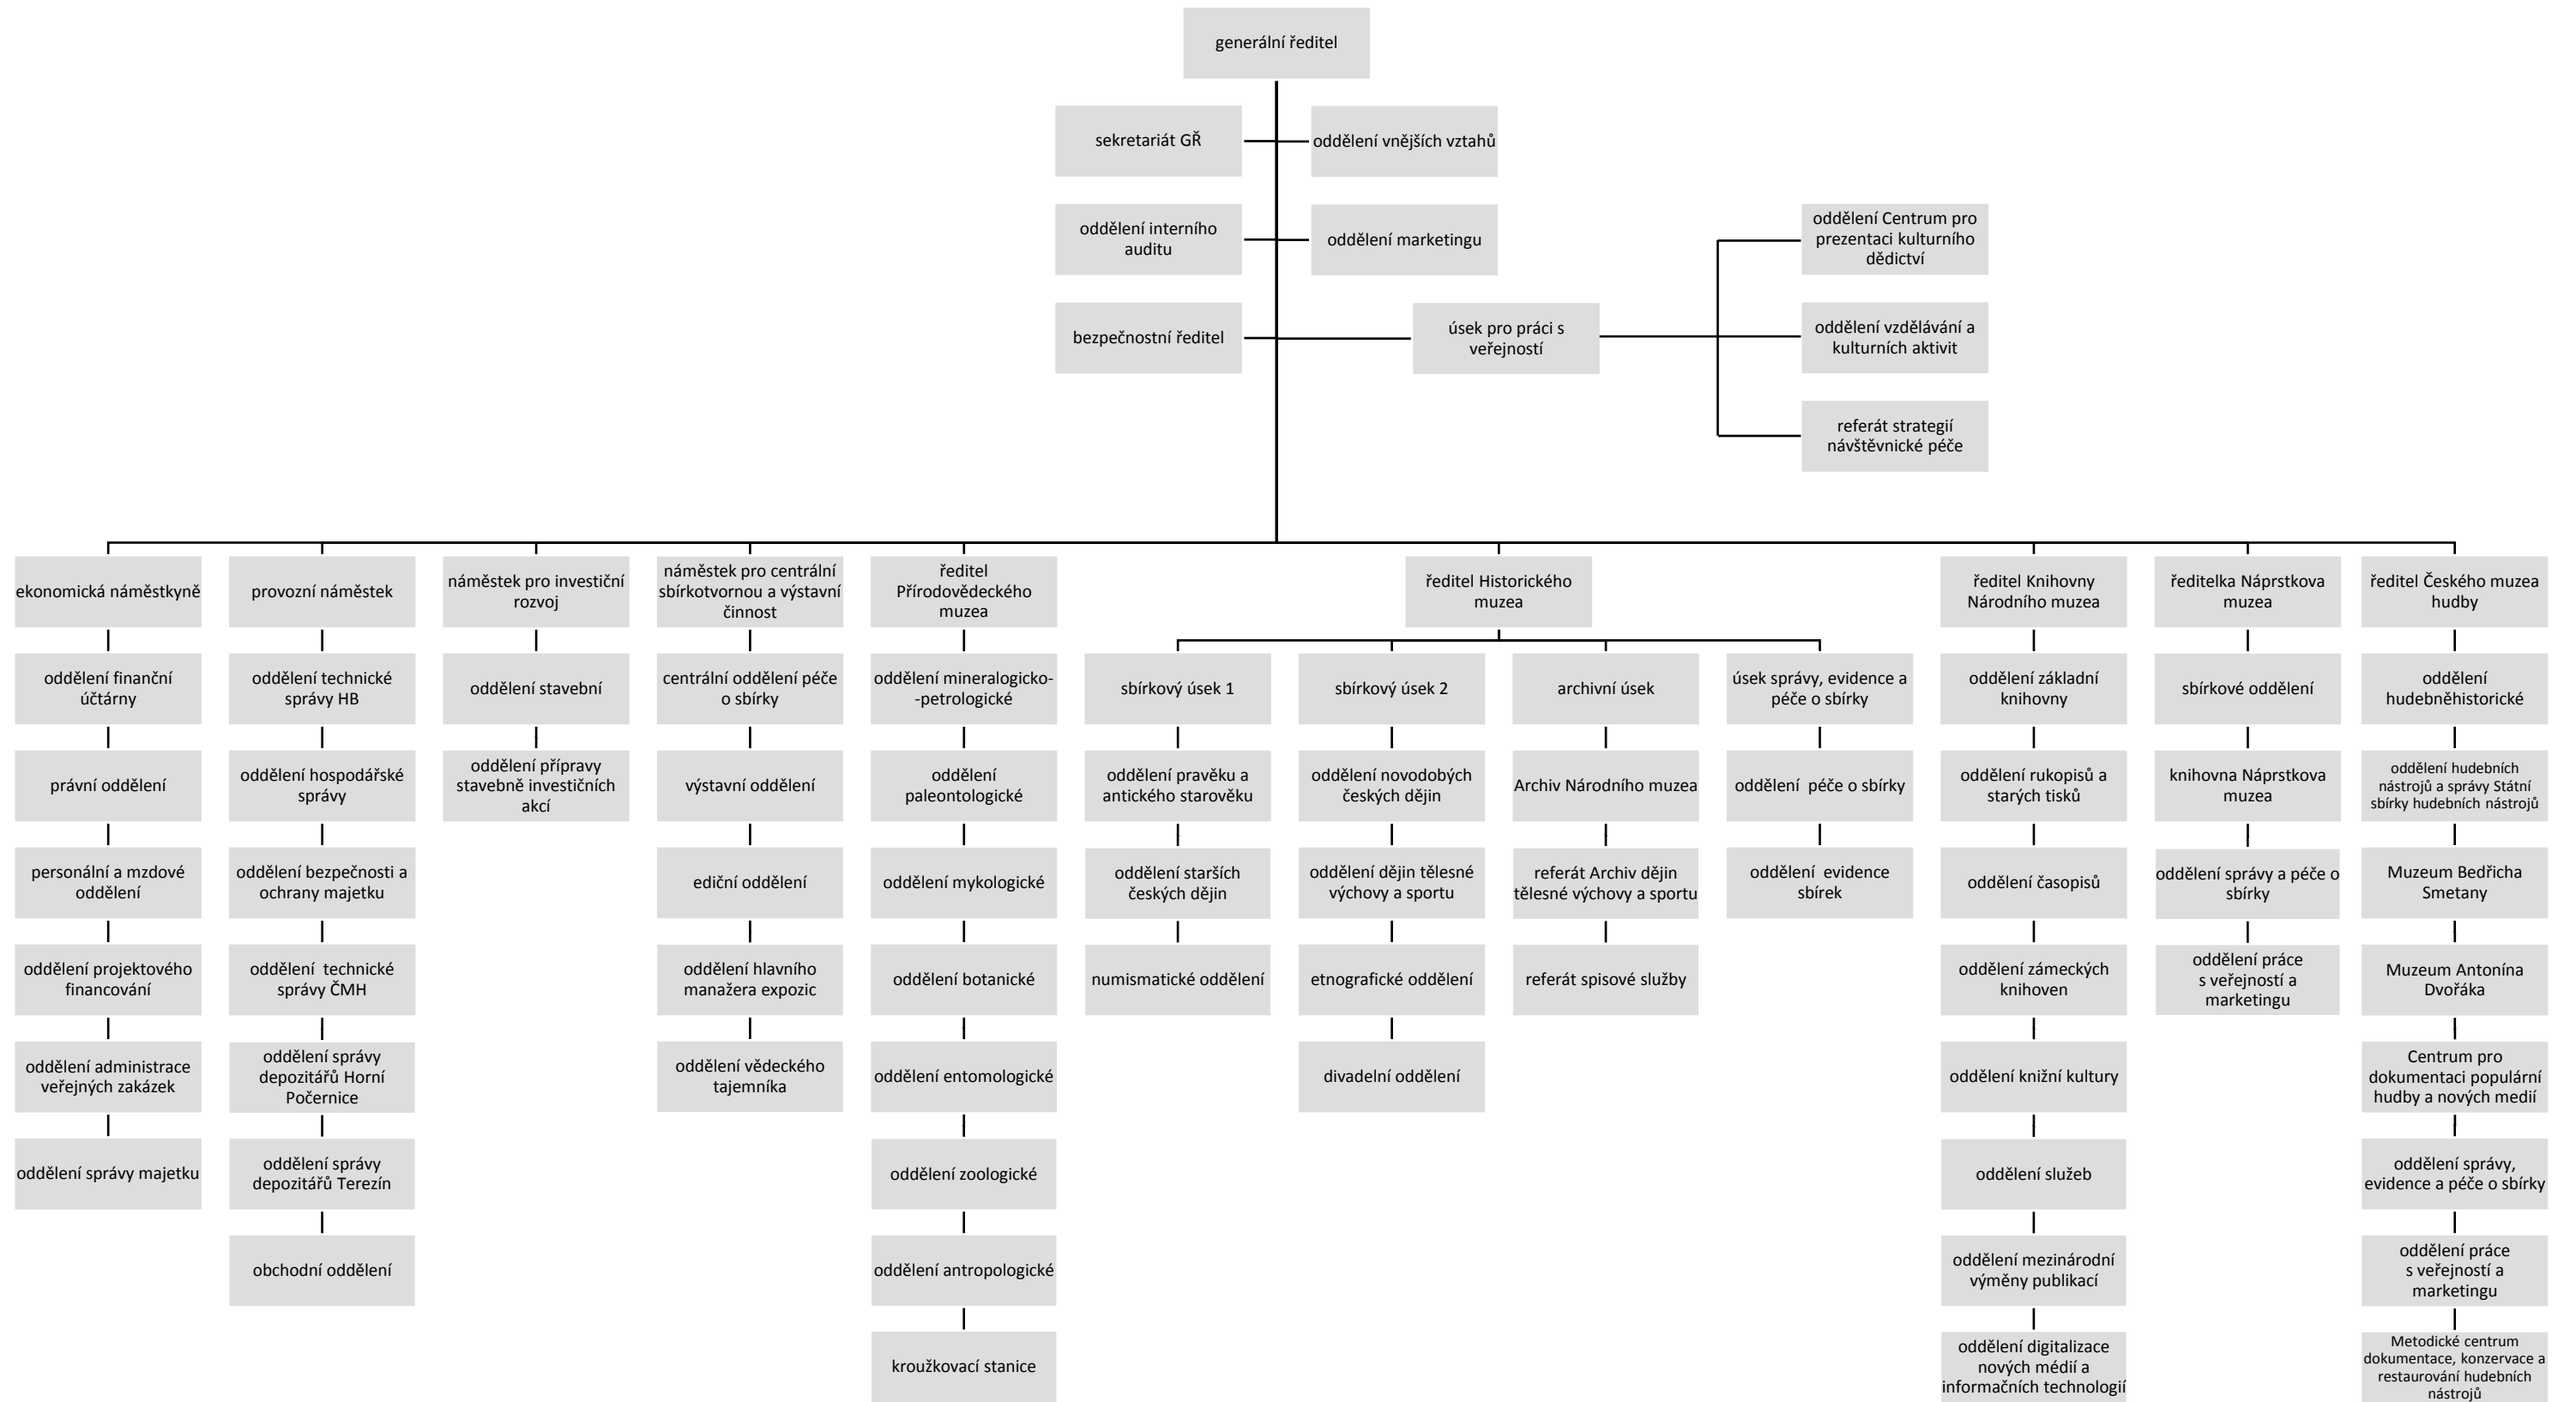 generální ředitel
sekretariát GŘ
oddělení vnějších vztahů
oddělení interního
auditu
oddělení marketingu
bezpečnostní ředitel
úsek pro práci s
veřejností
oddělení Centrum pro
prezentaci kulturního
dědictví
oddělení vzdělávání a
kulturních aktivit
referát strategií
návštěvnické péče
ekonomická náměstkyně
oddělení finanční
účtárny
právní oddělení
personální a mzdové
oddělení
oddělení projektového
financování
oddělení administrace
veřejných zakázek
oddělení správy majetku
provozní náměstek
oddělení technické
správy HB
oddělení hospodářské
správy
oddělení bezpečnosti a
ochrany majetku
oddělení  technické
správy ČMH
oddělení správy
depozitářů Horní
Počernice
oddělení správy
depozitářů Terezín
obchodní oddělení
náměstek pro investiční
rozvoj
oddělení stavební
oddělení přípravy
stavebně investičních
akcí
náměstek pro centrální
sbírkotvornou a výstavní
činnost
centrální oddělení péče
o sbírky
výstavní oddělení
ediční oddělení
oddělení hlavního
manažera expozic
oddělení vědeckého
tajemníka
ředitel
Přírodovědeckého
muzea
oddělení mineralogicko-
-petrologické
oddělení
paleontologické
oddělení mykologické
oddělení botanické
oddělení entomologické
oddělení zoologické
oddělení antropologické
kroužkovací stanice
ředitel Historického
muzea
sbírkový úsek 1
oddělení pravěku a
antického starověku
oddělení starších
českých dějin
numismatické oddělení
sbírkový úsek 2
oddělení novodobých
českých dějin
oddělení dějin tělesné
výchovy a sportu
etnografické oddělení
divadelní oddělení
archivní úsek
Archiv Národního muzea
referát Archiv dějin
tělesné výchovy a sportu
referát spisové služby
úsek správy, evidence a
péče o sbírky
oddělení  péče o sbírky
oddělení  evidence
sbírek
ředitel Knihovny
Národního muzea
oddělení základní
knihovny
oddělení rukopisů a
starých tisků
oddělení časopisů
oddělení zámeckých
knihoven
oddělení knižní kultury
oddělení služeb
oddělení mezinárodní
výměny publikací
oddělení digitalizace
nových médií a
informačních technologií
ředitelka Náprstkova
muzea
sbírkové oddělení
knihovna Náprstkova
muzea
oddělení správy a péče o
sbírky
oddělení práce
s veřejností a
marketingu
ředitel Českého muzea
hudby
oddělení
hudebněhistorické
oddělení hudebních
nástrojů a správy Státní
sbírky hudebních nástrojů
Muzeum Bedřicha
Smetany
Muzeum Antonína
Dvořáka
Centrum pro
dokumentaci populární
hudby a nových medií
oddělení správy,
evidence a péče o sbírky
oddělení práce
s veřejností a
marketingu
Metodické centrum
dokumentace, konzervace a
restaurování hudebních
nástrojů